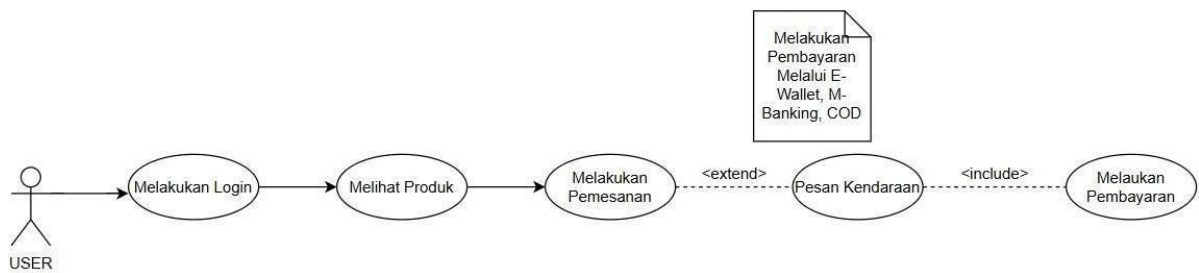 Melakukan
Pembayaran
Melalui E-
Wallet, M-
Banking, COD
Melakukan Login
Melihat Produk
Melakukan
Pemesanan
<extend>
Pesan Kendaraan
<include>
Melaukan
Pembayaran
USER